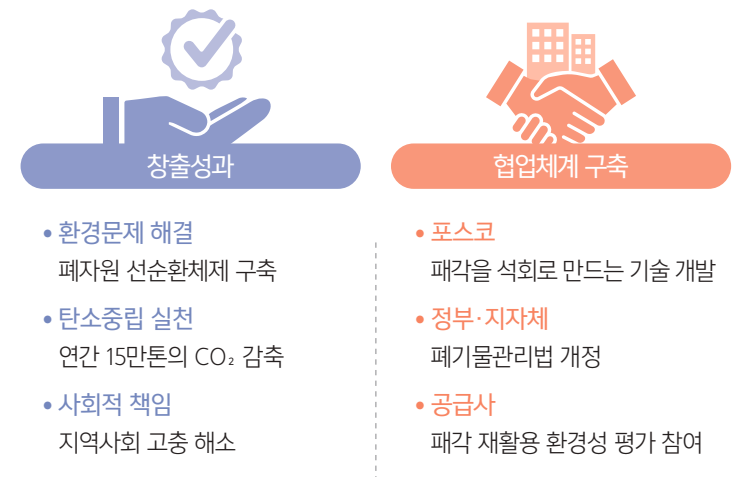 창출성과
• 환경문제 해결
폐자원 선순환체제 구축
• 탄소중립 실천
연간 15만톤의 CO₂ 감축
• 사회적 책임
지역사회 고충 해소
협업체계 구축
• 포스코
패각을 석회로 만드는 기술 개발
• 정부·지자체
폐기물관리법 개정
• 공급사
패각 재활용 환경성 평가 참여